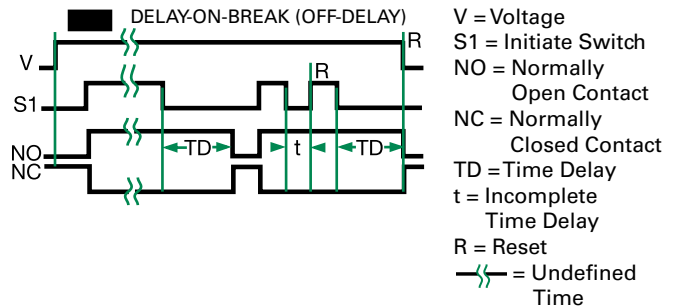 DELAY-ON-BREAK (OFF-DELAY)
R
V
R
S1
TD
t
TD
NO
NC
V = Voltage
S1 = Initiate Switch
NO = Normally
Open Contact
NC = Normally
Closed Contact
TD = Time Delay
t = Incomplete
Time Delay
R = Reset
= Undefined
Time